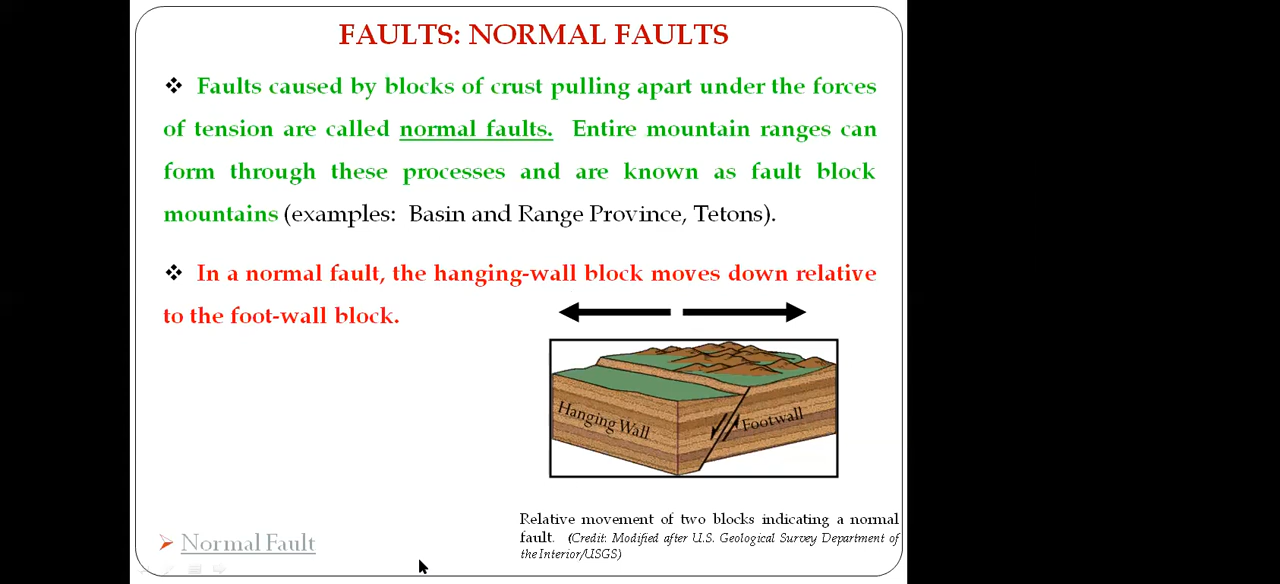 FAULTS: NORMAL FAULTS
❖ Faults caused by blocks of crust pulling apart under the forces
of tension are called normal faults. Entire mountain ranges can
form through these processes and are known as fault block
mountains (examples: Basin and Range Province, Tetons).
❖ In a normal fault, the hanging-wall block moves down relative
to the foot-wall block.
Hanging Wall
Footwall
Relative movement of two blocks indicating a normal
fault. (Credit: Modified after U.S. Geological Survey Department of
the Interior/USGS)
➢ Normal Fault